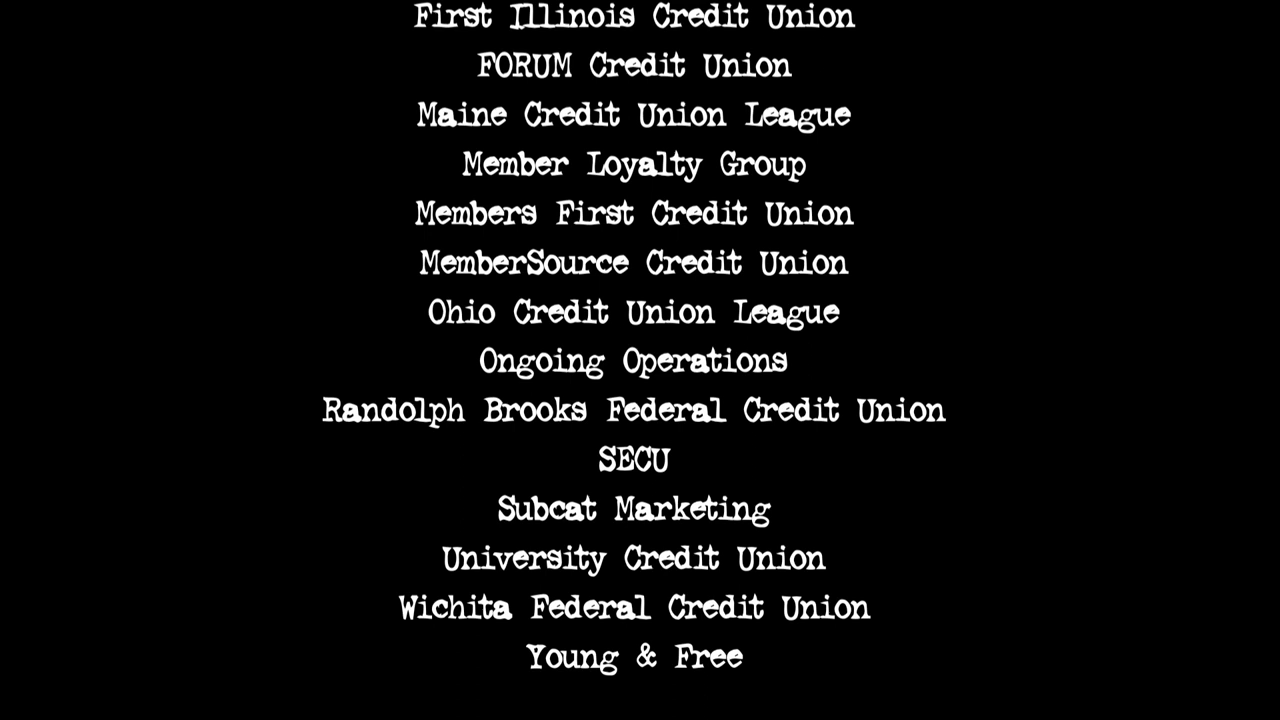 First Illinois Credit Union
FORUM Credit Union
Maine Credit Union League
Member Loyalty Group
Members First Credit Union
MemberSource Credit Union
Ohio Credit Union League
Ongoing Operations
Randolph Brooks Federal Credit Union
SECU
Subcat Marketing
University Credit Union
Wichita Federal Credit Union
Young & Free